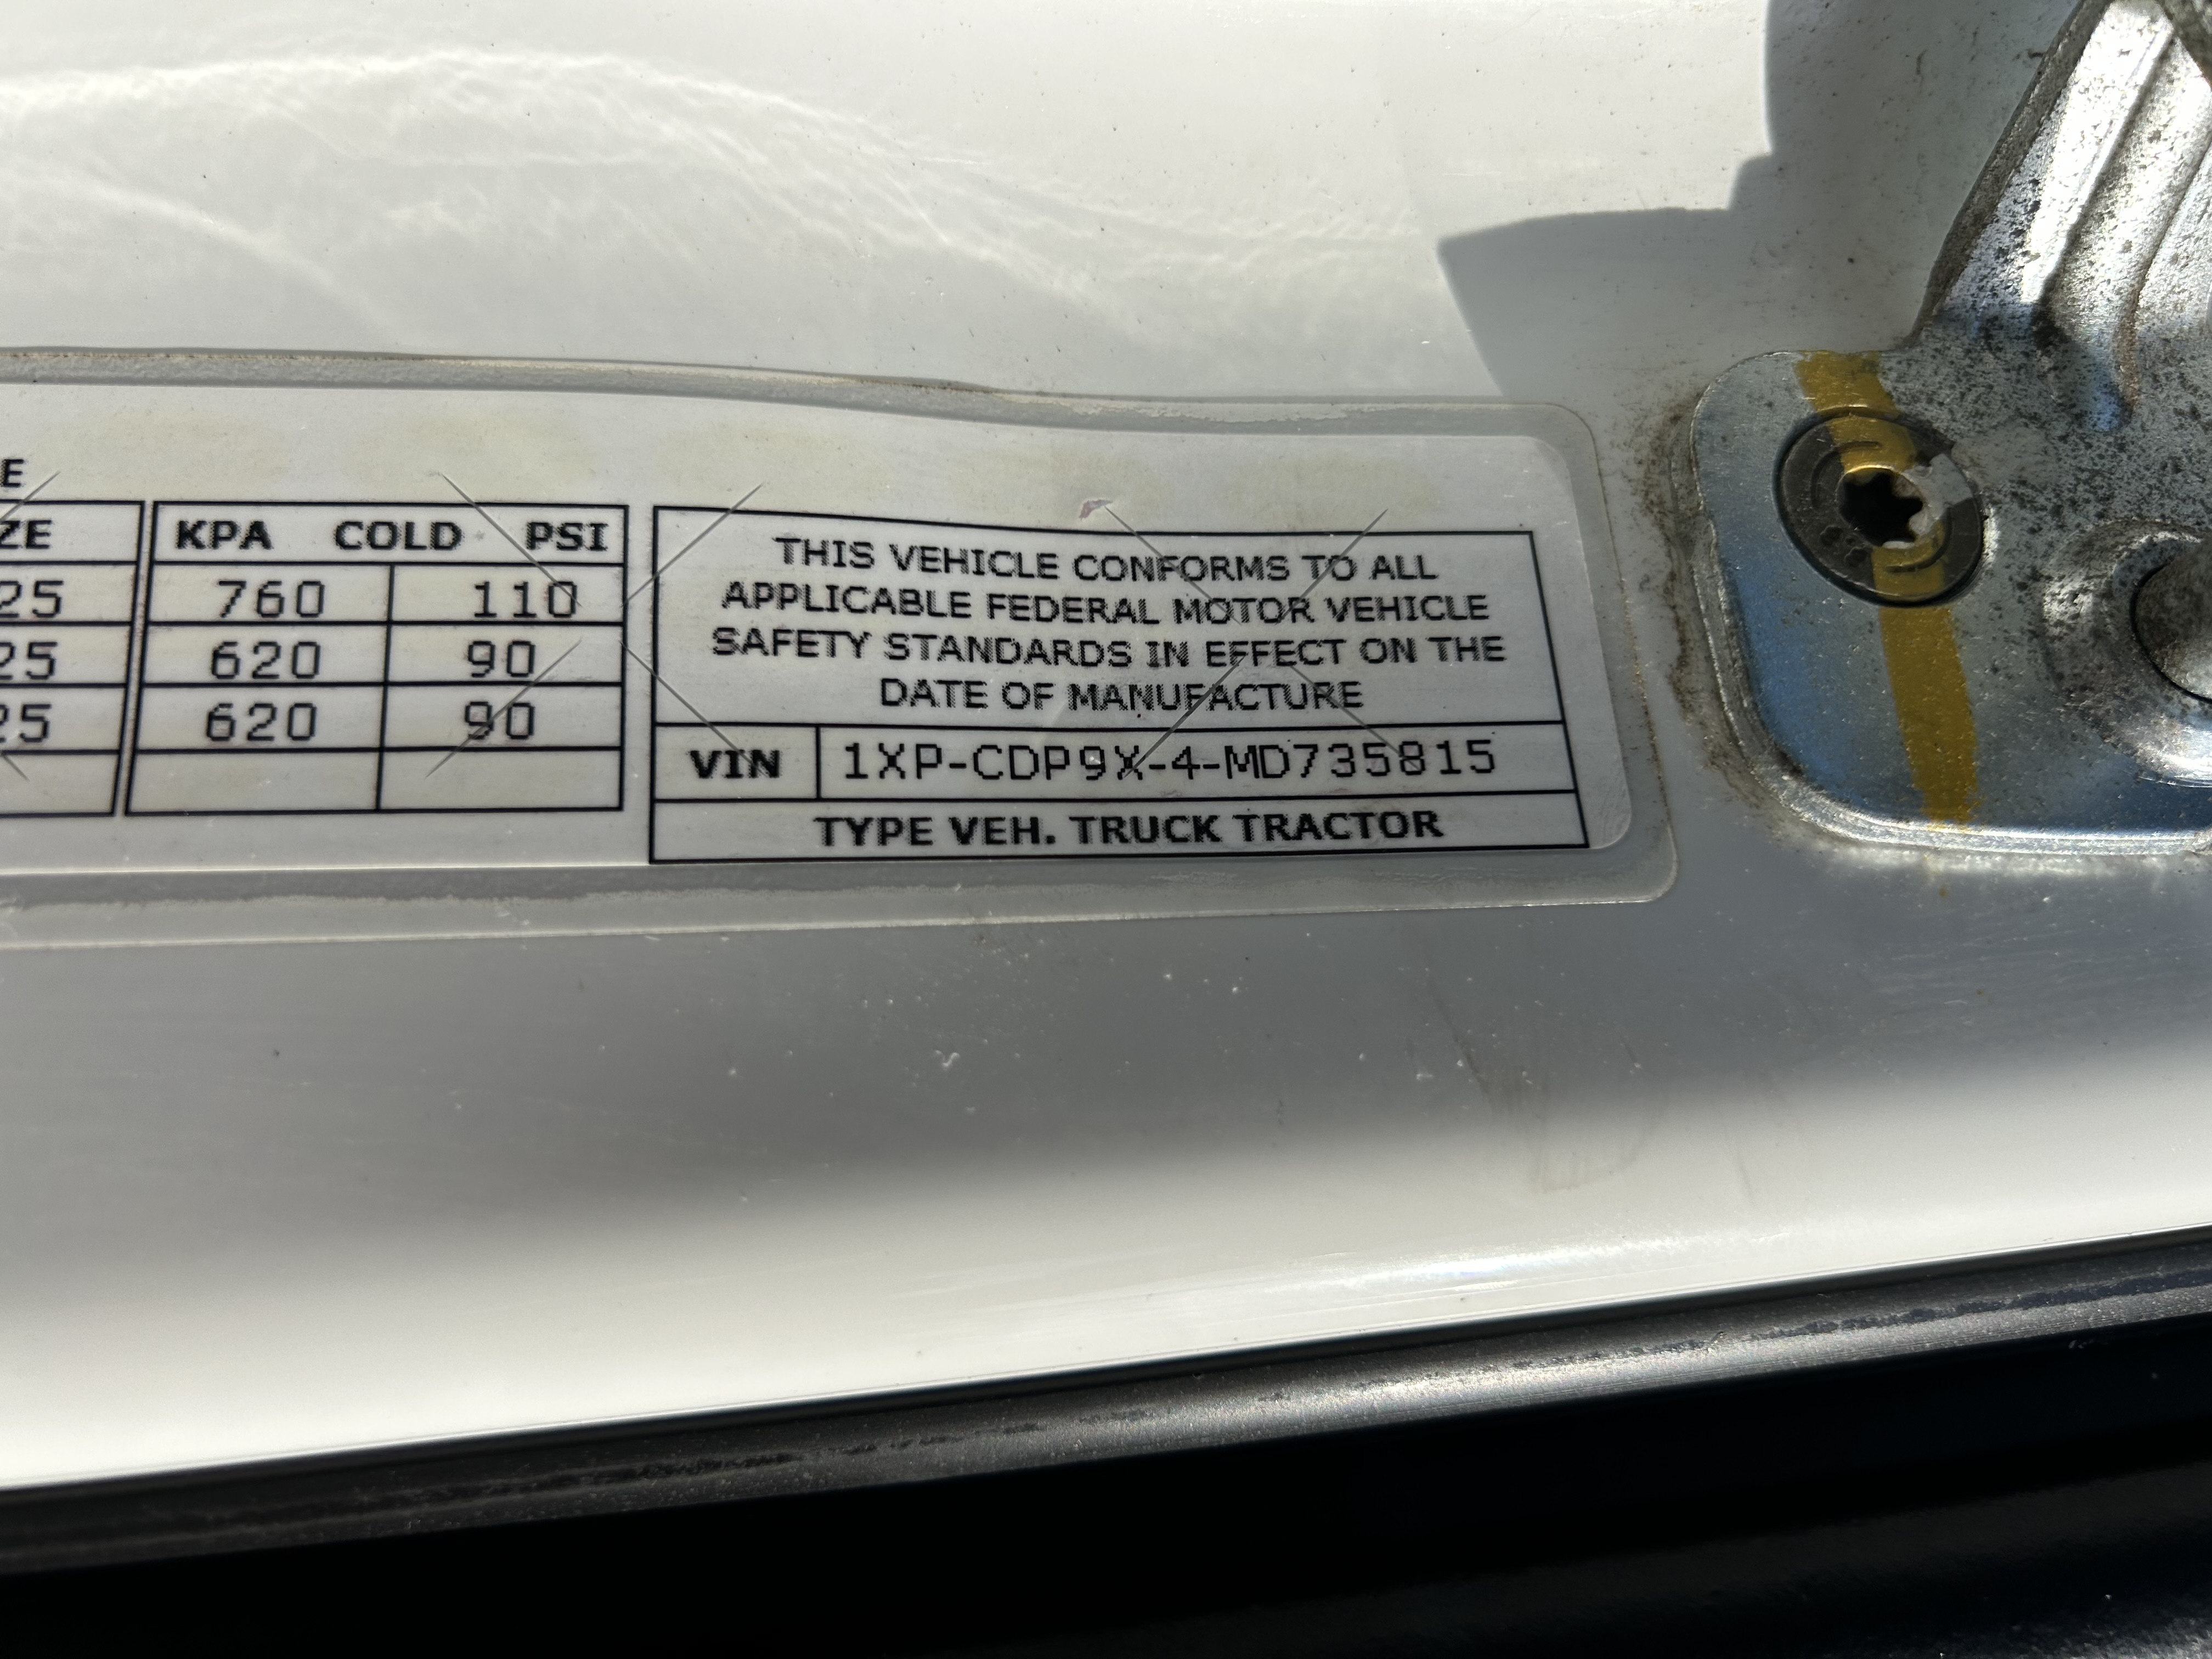 E
ZE
KPA COLD PSI
25 760 110
25 620 90
25 620 90
THIS VEHICLE CONFORMS TO ALL
APPLICABLE FEDERAL MOTOR VEHICLE
SAFETY STANDARDS IN EFFECT ON THE
DATE OF MANUFACTURE
VIN 1XP-CDP9X-4-MD735815
TYPE VEH. TRUCK TRACTOR